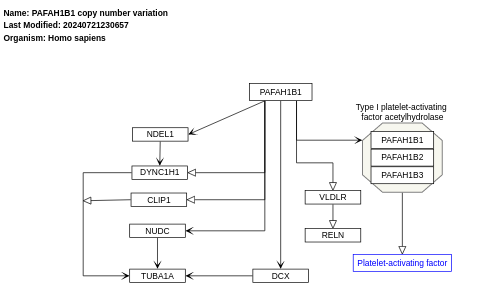 Name: PAFAH1B1 copy number variation
Last Modified: 20240721230657
Organism: Homo sapiens
PAFAH1B1
Type I platelet-activating
factor acetylhydrolase
NDEL1
PAFAH1B1
PAFAH1B2
DYNC1H1
PAFAH1B3
CLIP1
VLDLR
NUDC
RELN
Platelet-activating factor
TUBA1A
DCX